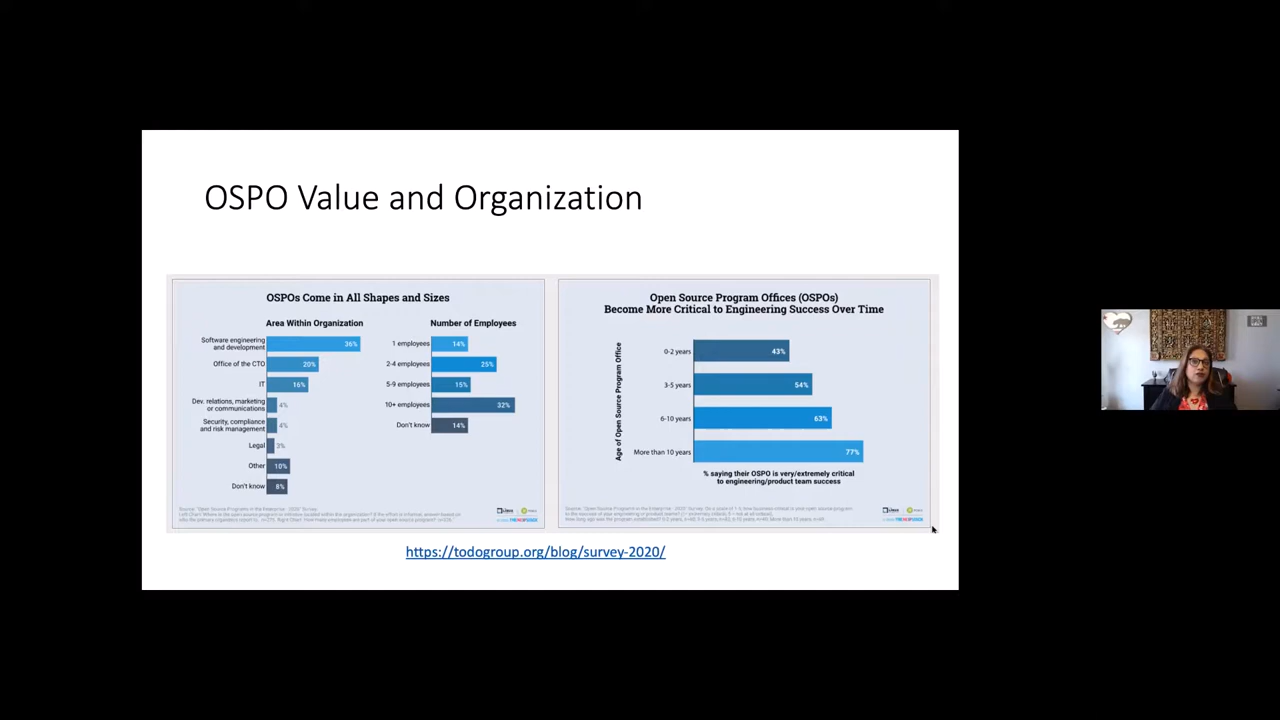 OSPO Value and Organization
OSPOs Come in All Shapes and Sizes
Area Within Organization
Software engineering
and development
36%
Office of the CTO
20%
IT
16%
Dev. relations, marketing
or communications
4%
Security, compliance
and risk management
4%
Legal
3%
Other
10%
Don't know
8%
Number of Employees
1 employees
14%
2-4 employees
25%
5-9 employees
15%
10+ employees
32%
Don't know
14%
Open Source Program Offices (OSPOs)
Become More Critical to Engineering Success Over Time
Age of Open Source Program Office
0-2 years
43%
3-5 years
54%
6-10 years
63%
More than 10 years
77%
% saying their OSPO is very/extremely critical
to engineering/product team success
https://todogroup.org/blog/survey-2020/